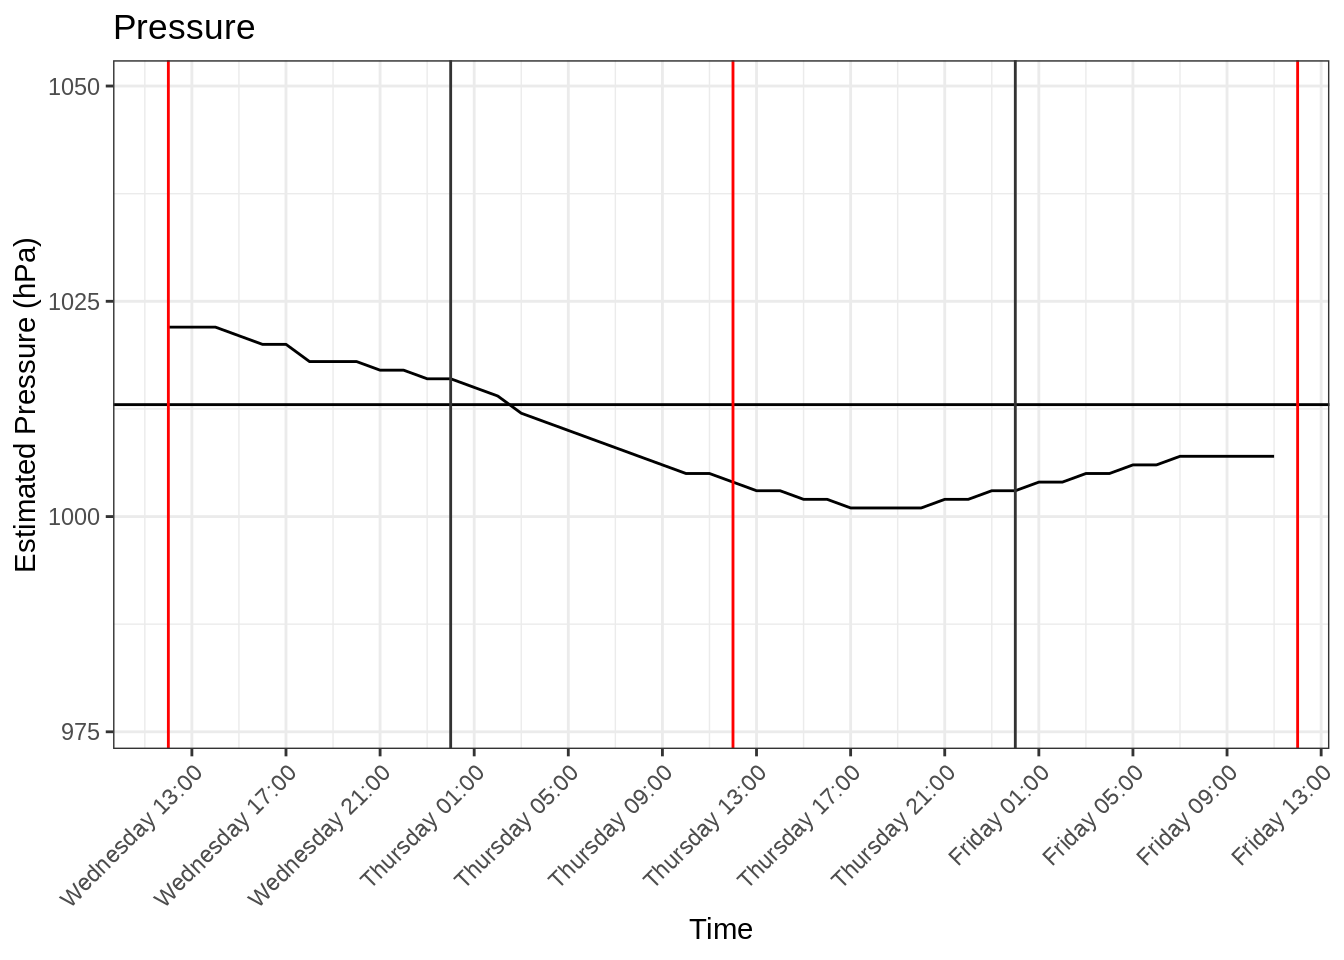 Pressure
Estimated Pressure (hPa)
1050
1025
1000
975
Wednesday 13:00
Wednesday 17:00
Wednesday 21:00
Thursday 01:00
Thursday 05:00
Thursday 09:00
Thursday 13:00
Thursday 17:00
Thursday 21:00
Friday 01:00
Friday 05:00
Friday 09:00
Friday 13:00
Time